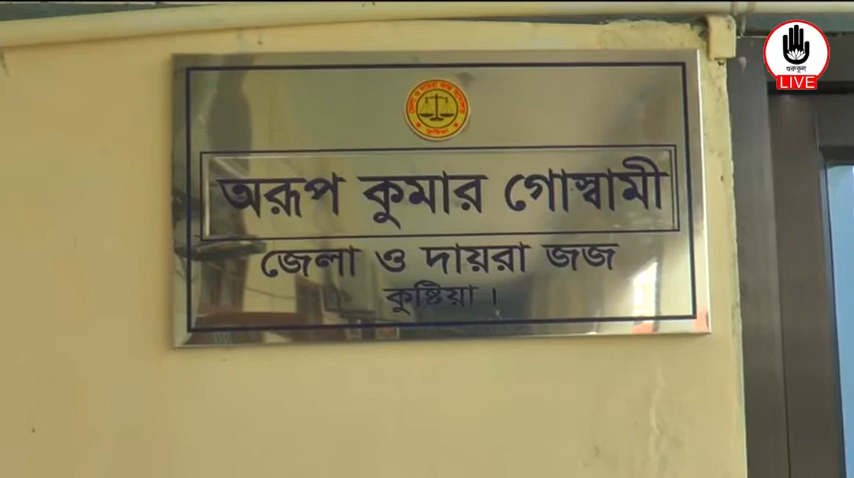 গুরুকুল
LIVE
অরূপ কুমার গোস্বামী
জেলা ও দায়রা জজ
কুষ্টিয়া।